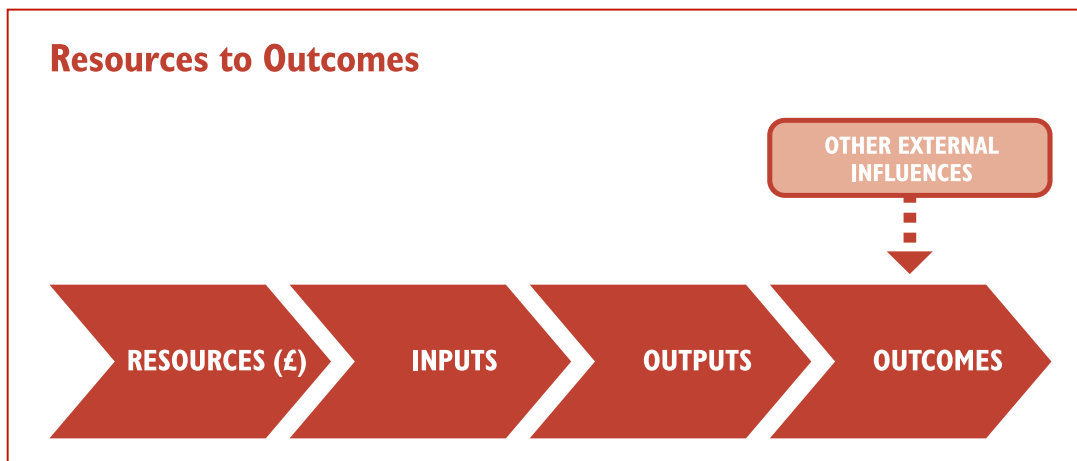 Resources to Outcomes
OTHER EXTERNAL
INFLUENCES
RESOURCES (£)
INPUTS
OUTPUTS
OUTCOMES